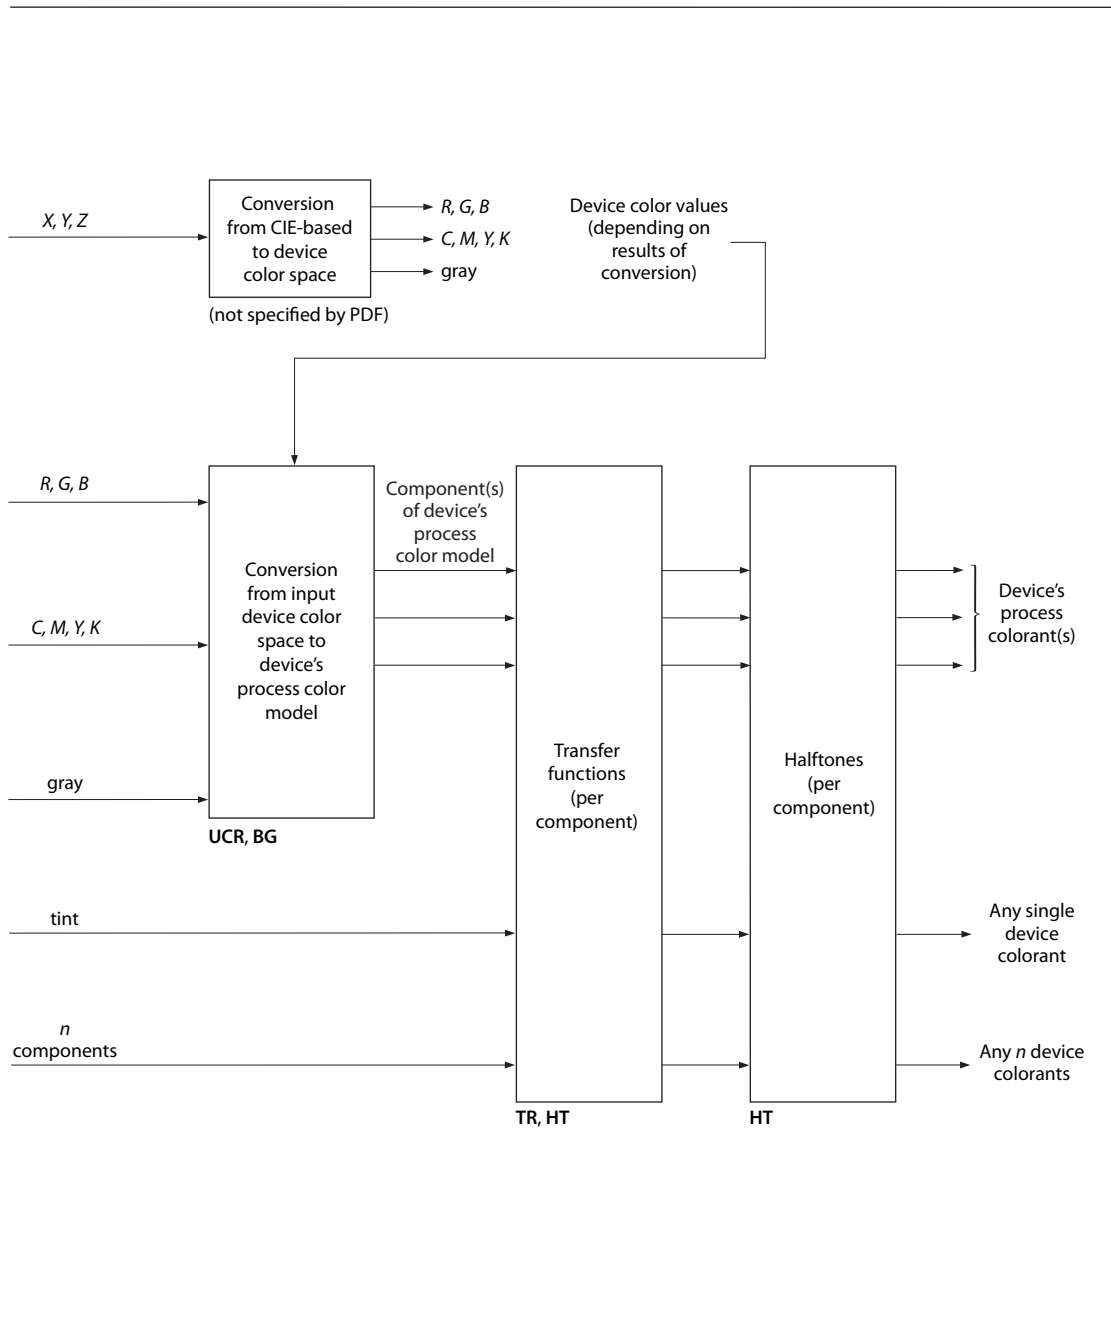 X, Y, Z
Conversion
from CIE-based
to device
color space
R, G, B
C, M, Y, K
gray
(not specified by PDF)
Device color values
(depending on
results of
conversion)
R, G, B
C, M, Y, K
gray
Conversion
from input
device color
space to
device’s
process color
model
UCR, BG
Component(s)
of device’s
process
color model
Transfer
functions
(per
component)
TR, HT
Halftones
(per
component)
HT
Device’s
process
colorant(s)
tint
Any single
device
colorant
n
components
Any n device
colorants